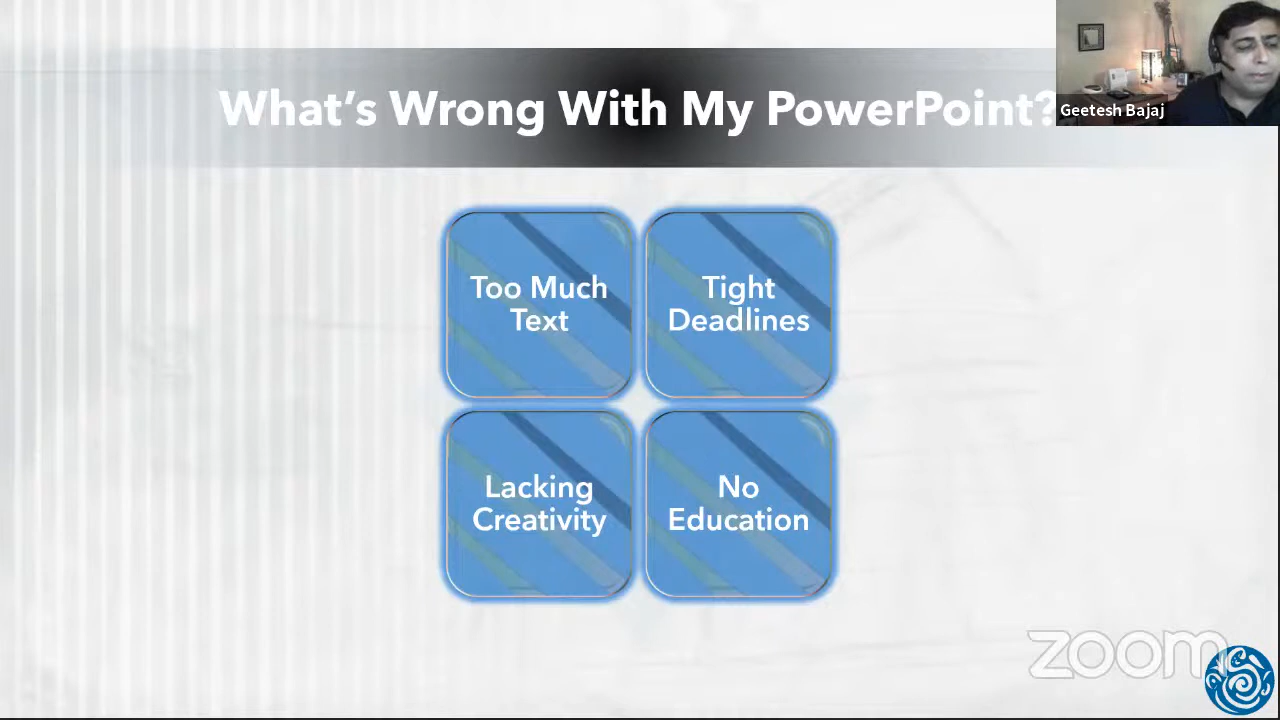 What's Wrong With My PowerPoint?
Geetesh Bajaj
Too Much
Text
Tight
Deadlines
Lacking
Creativity
No
Education
zoom